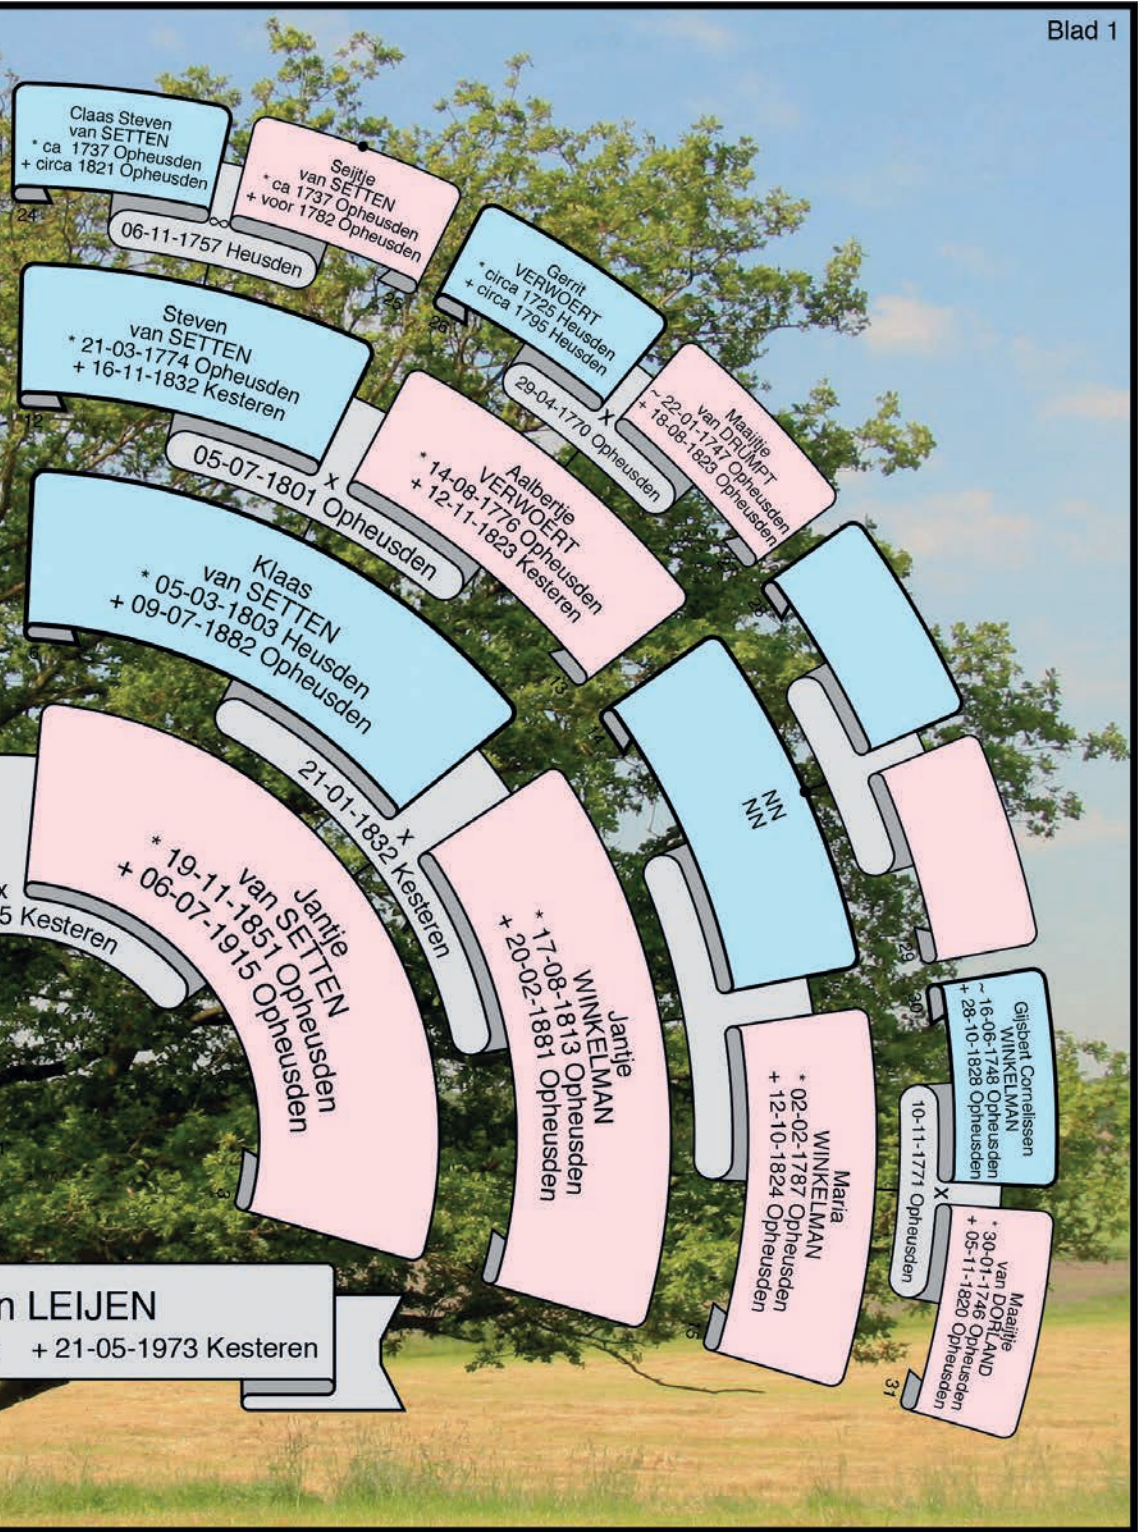 Blad 1
Claas Steven
van SETTEN
* ca 1737 Opheusden
+ circa 1821 Opheusden
24
∞
06-11-1757 Heusden
Seijtje
van SETTEN
* ca 1737 Opheusden
+ voor 1782 Opheusden
25
Gerrit
VERWOERT
* circa 1725 Heusden
+ circa 1795 Heusden
26
x
29-04-1770 Opheusden
Maaijtje
van DRUMPT
~ 22-01-1747 Opheusden
+ 18-08-1823 Opheusden
Steven
van SETTEN
* 21-03-1774 Opheusden
+ 16-11-1832 Kesteren
12
x
05-07-1801 Opheusden
Aalbertje
VERWOERT
* 14-08-1776 Opheusden
+ 12-11-1823 Kesteren
13
28
29
Klaas
van SETTEN
* 05-03-1803 Heusden
+ 09-07-1882 Opheusden
6
x
21-01-1832 Kesteren
Jantje
WINKELMAN
* 17-08-1813 Opheusden
+ 20-02-1881 Opheusden
NN
NN
14
Maria
WINKELMAN
* 02-02-1787 Opheusden
+ 12-10-1824 Opheusden
15
Gijsbert Cornelissen
WINKELMAN
~ 16-06-1748 Opheusden
+ 28-10-1828 Opheusden
30
x
10-11-1771 Opheusden
Maaijtje
van DORLAND
* 30-01-1746 Opheusden
+ 05-11-1820 Opheusden
31
Jantje
van SETTEN
* 19-11-1851 Opheusden
+ 06-07-1915 Opheusden
3
x
5 Kesteren
n LEIJEN
+ 21-05-1973 Kesteren